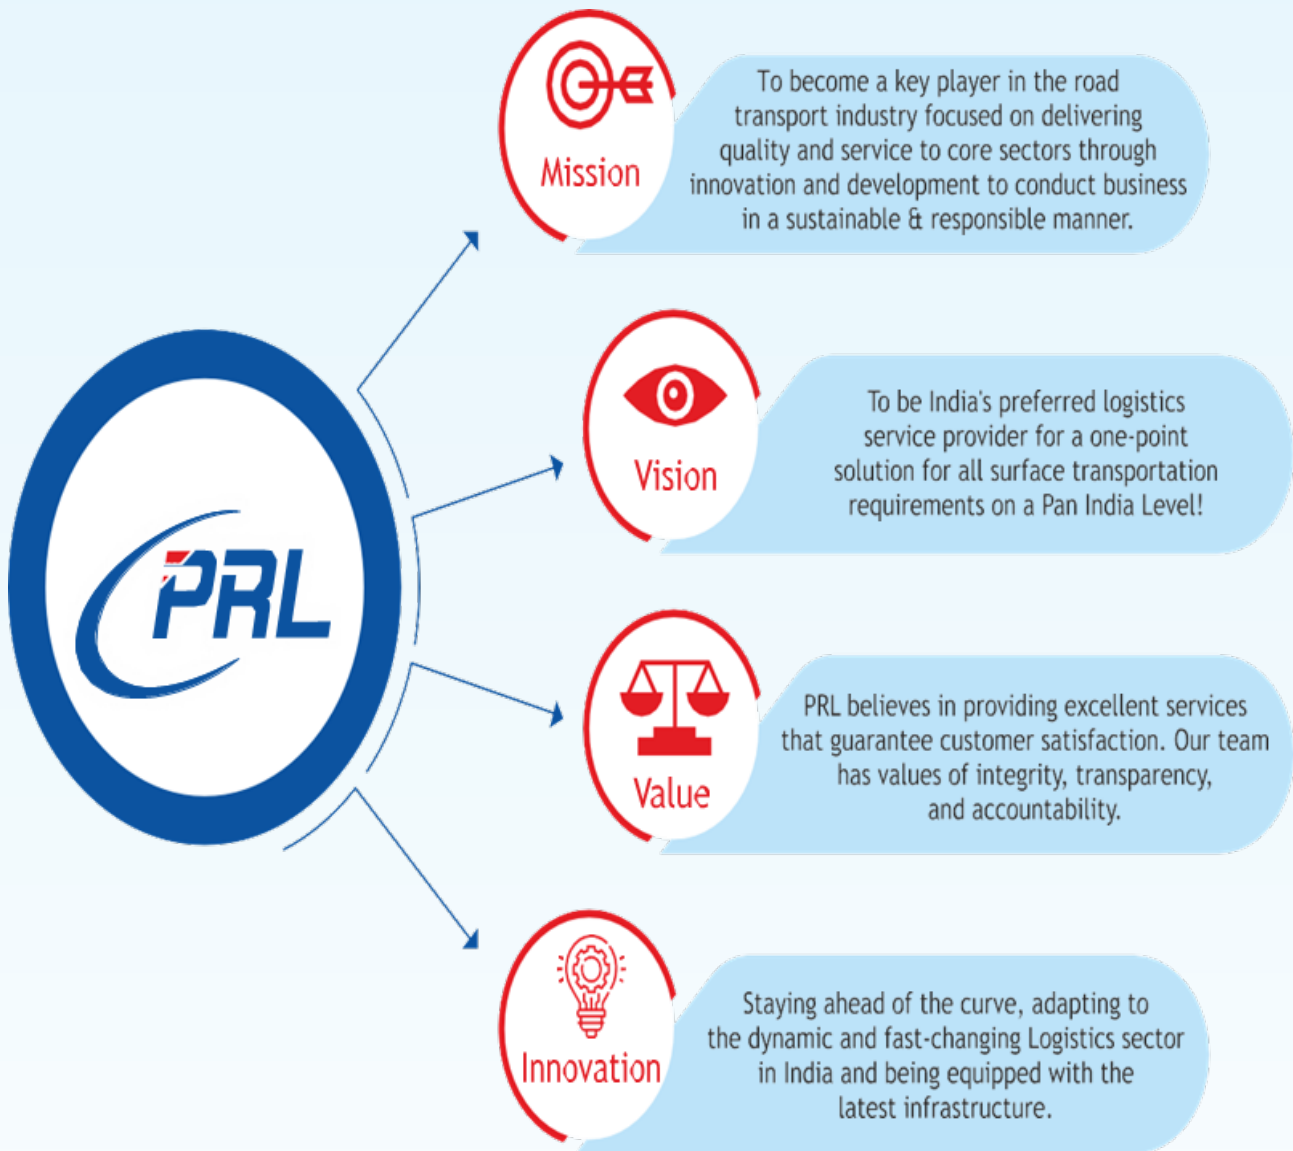 Mission
To become a key player in the road
transport industry focused on delivering
quality and service to core sectors through
innovation and development to conduct business
in a sustainable & responsible manner.
PRL
Vision
To be India's preferred logistics
service provider for a one-point
solution for all surface transportation
requirements on a Pan India Level!
Value
PRL believes in providing excellent services
that guarantee customer satisfaction. Our team
has values of integrity, transparency,
and accountability.
Innovation
Staying ahead of the curve, adapting to
the dynamic and fast-changing Logistics sector
in India and being equipped with the
latest infrastructure.